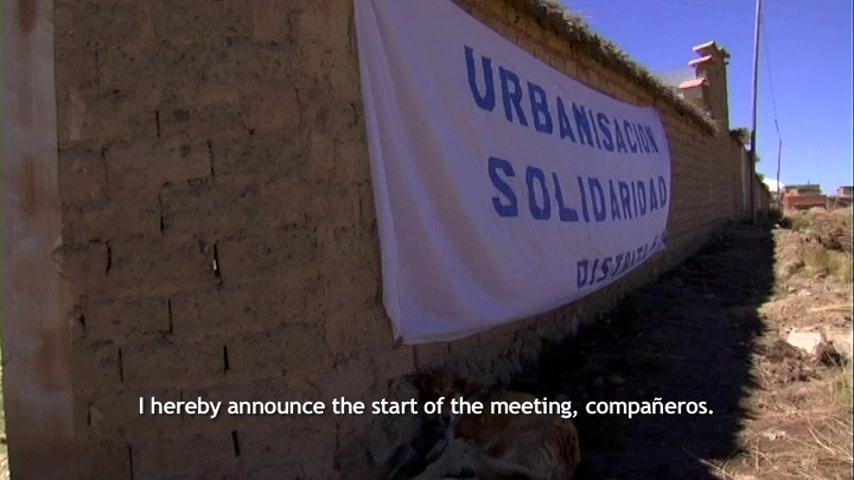 URBANISACION
SOLIDARIDAD
I hereby announce the start of the meeting, compañeros.